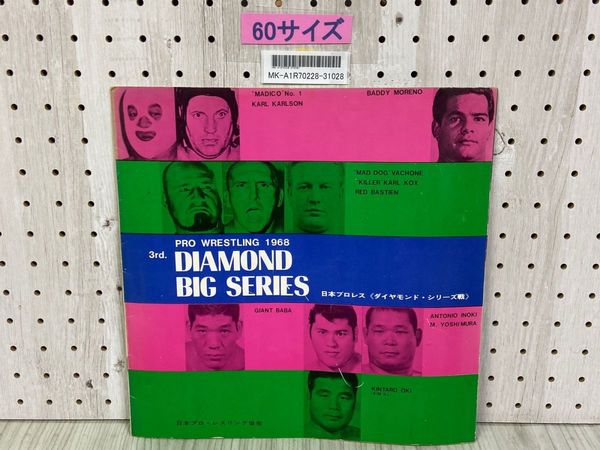 60サイズ
MK-A1R70228-31028
"MADICO" No. 1
KARL KARLSON
BADDY MORENO
"MAD DOG VACHONE
"KILLER KARL KOX
RED BASTIEN
PRO WRESTLING 1968
3rd. DIAMOND
BIG SERIES
日本プロレス《ダイヤモンド・シリーズ戦》
GIANT BABA
ANTONIO INOKI
M. YOSHIMURA
KINTARO OKI
日本プロ・レスリング協会